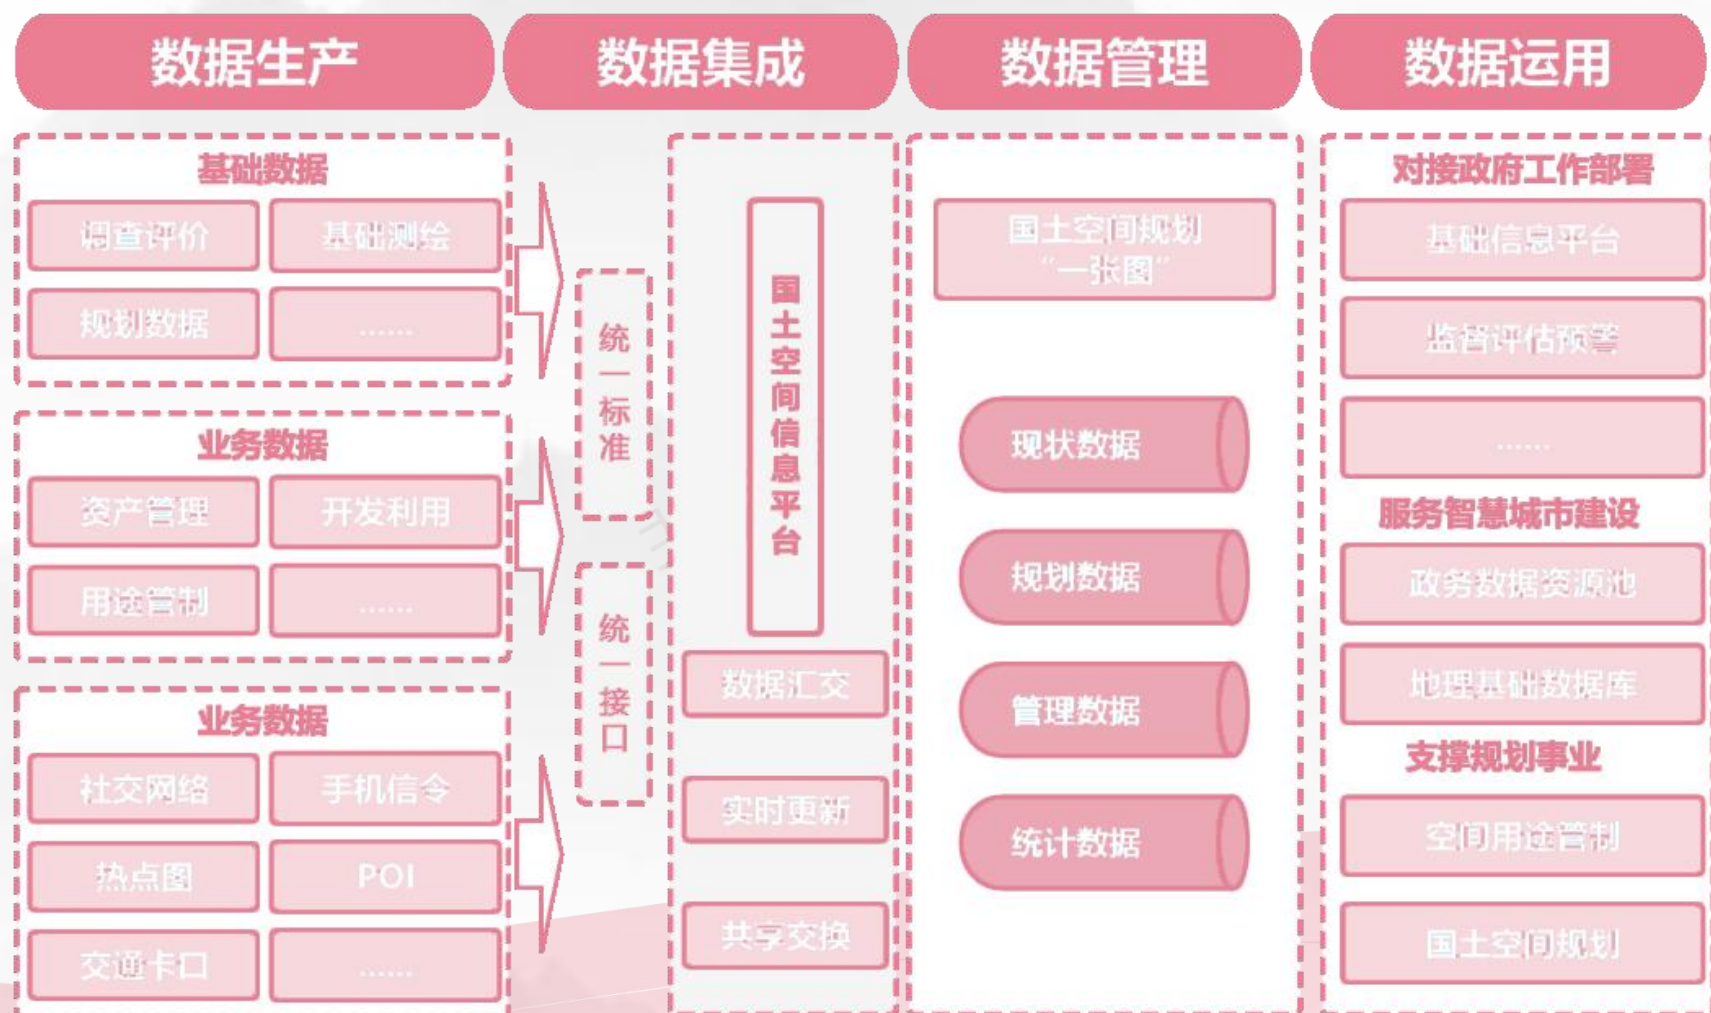 数据生产
数据集成
数据管理
数据运用
基础数据
调查评价
基础测绘
规划数据
......
业务数据
资产管理
开发利用
用途管制
......
业务数据
社交网络
手机信令
热点图
POI
交通卡口
......
统一标准
统一接口
国土空间信息平台
数据汇交
实时更新
共享交换
国土空间规划
“一张图”
现状数据
规划数据
管理数据
统计数据
对接政府工作部署
基础信息平台
监督评估预警
......
服务智慧城市建设
政务数据资源池
地理基础数据库
支撑规划事业
空间用途管制
国土空间规划